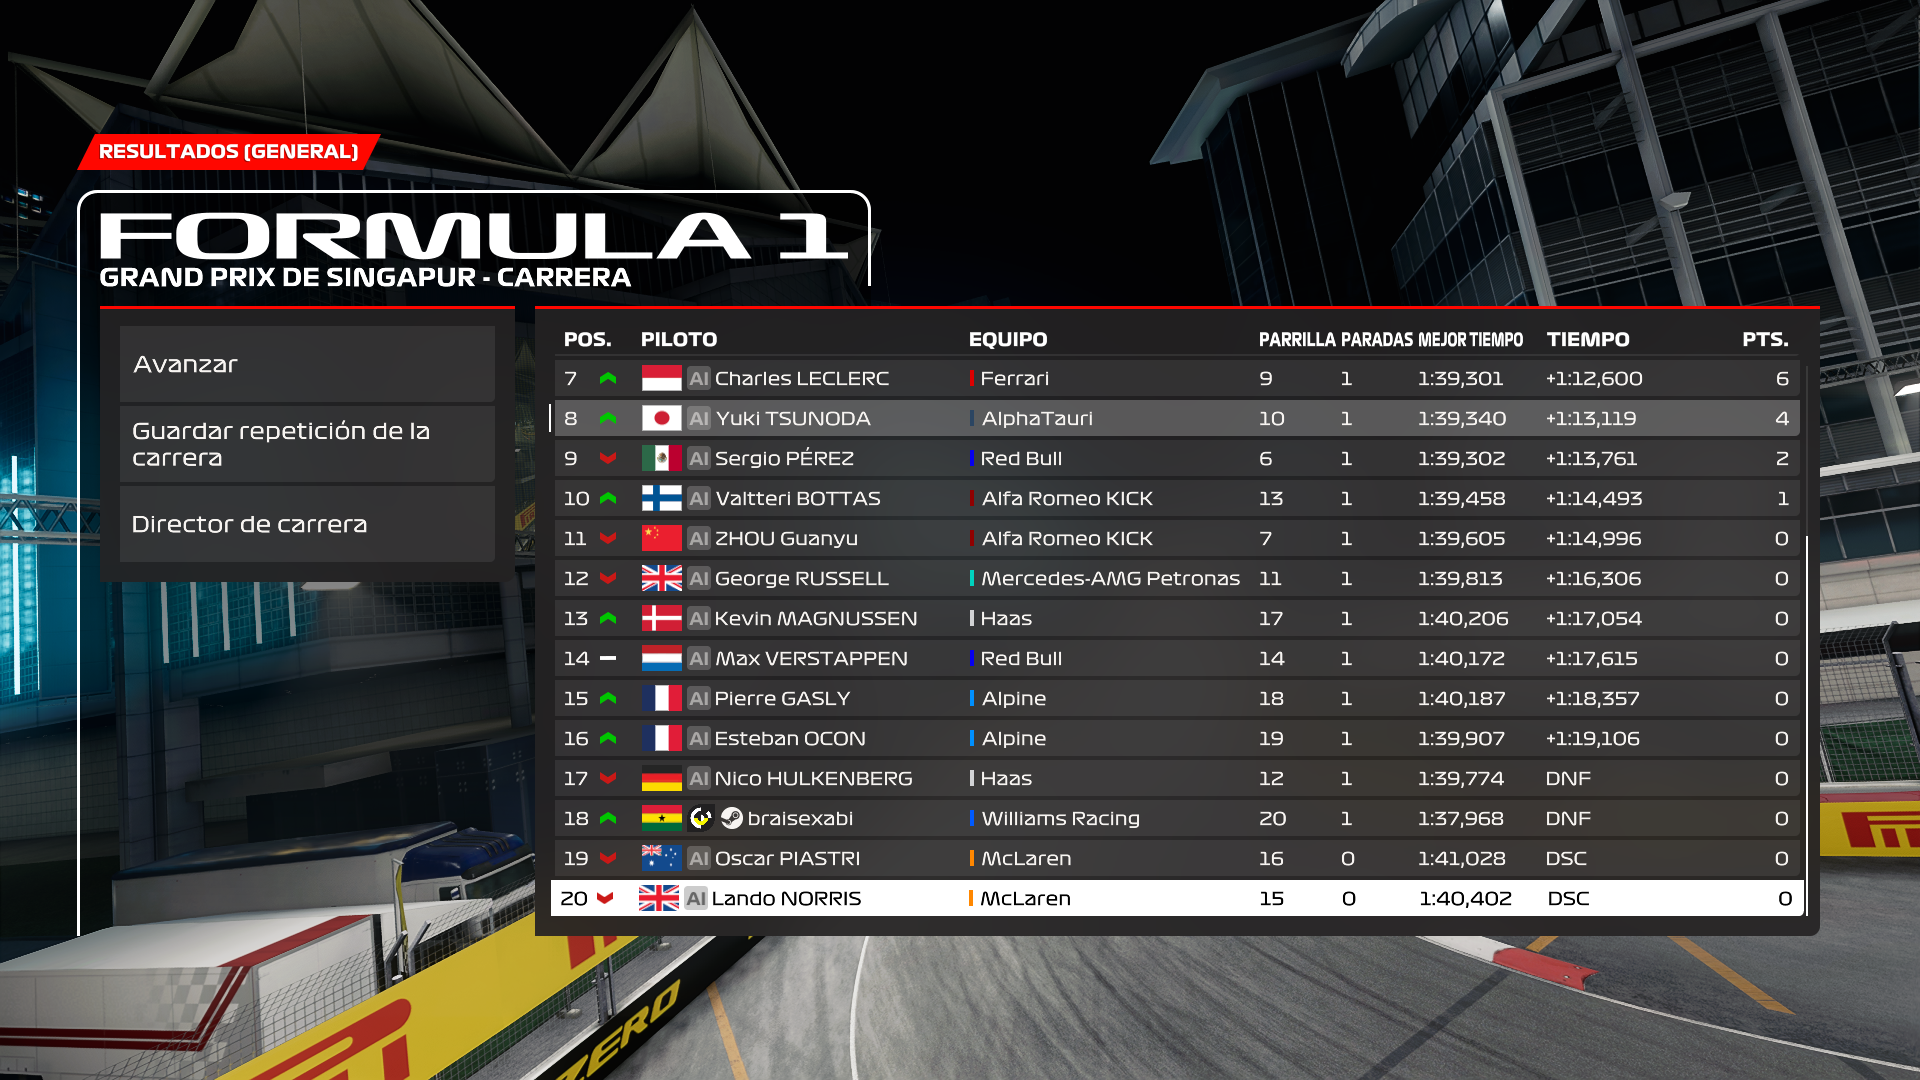 RESULTADOS (GENERAL)
FORMULA 1
GRAND PRIX DE SINGAPUR - CARRERA
Avanzar
Guardar repetición de la
carrera
Director de carrera
POS. PILOTO EQUIPO PARRILLA PARADAS MEJOR TIEMPO TIEMPO PTS.
7 AI Charles LECLERC Ferrari 9 1 1:39,301 +1:12,600 6
8 AI Yuki TSUNODA AlphaTauri 10 1 1:39,340 +1:13,119 4
9 AI Sergio PÉREZ Red Bull 6 1 1:39,302 +1:13,761 2
10 AI Valtteri BOTTAS Alfa Romeo KICK 13 1 1:39,458 +1:14,493 1
11 AI ZHOU Guanyu Alfa Romeo KICK 7 1 1:39,605 +1:14,996 0
12 AI George RUSSELL Mercedes-AMG Petronas 11 1 1:39,813 +1:16,306 0
13 AI Kevin MAGNUSSEN Haas 17 1 1:40,206 +1:17,054 0
14 AI Max VERSTAPPEN Red Bull 14 1 1:40,172 +1:17,615 0
15 AI Pierre GASLY Alpine 18 1 1:40,187 +1:18,357 0
16 AI Esteban OCON Alpine 19 1 1:39,907 +1:19,106 0
17 AI Nico HULKENBERG Haas 12 1 1:39,774 DNF 0
18 braisexabi Williams Racing 20 1 1:37,968 DNF 0
19 AI Oscar PIASTRI McLaren 16 0 1:41,028 DSC 0
20 AI Lando NORRIS McLaren 15 0 1:40,402 DSC 0
ZERO